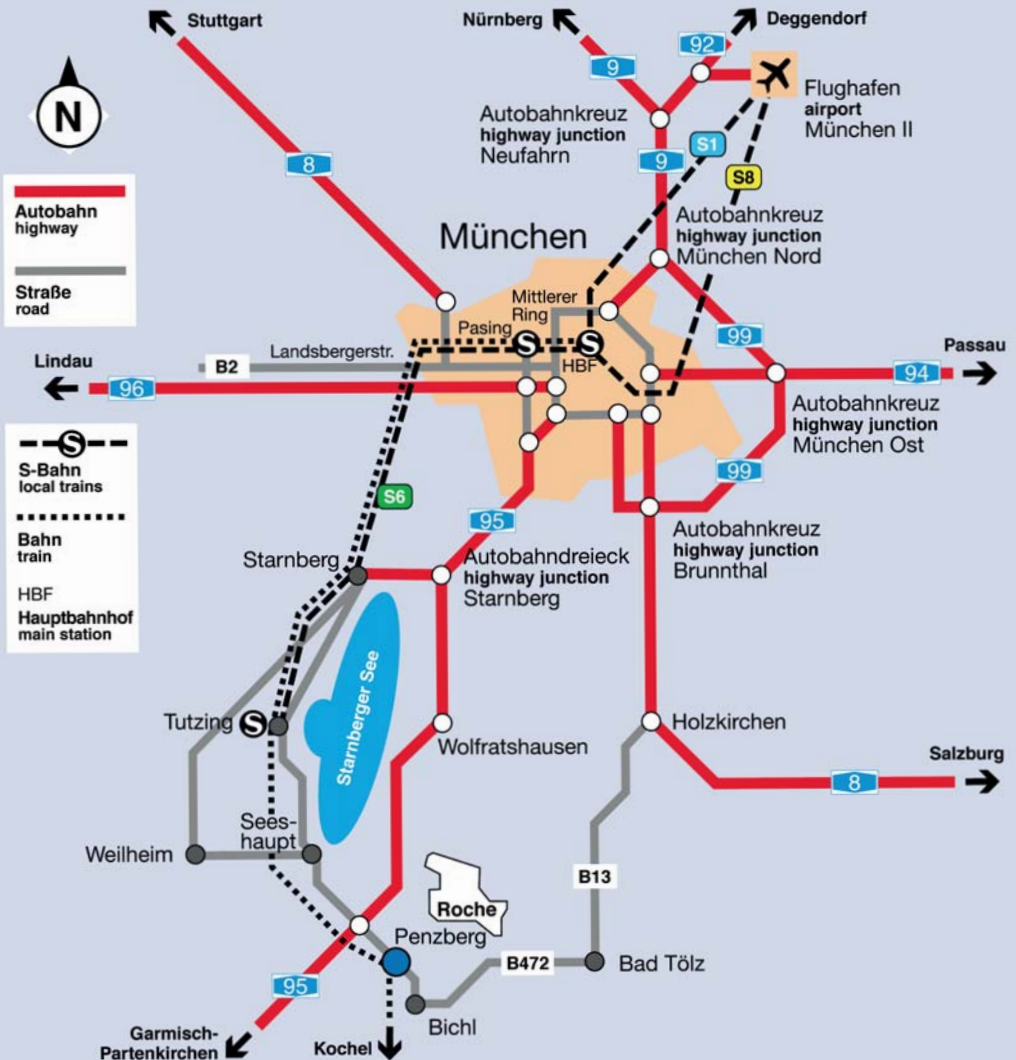 Stuttgart
Nürnberg
Deggendorf
92
9
N
Flughafen
airport
München II
Autobahnkreuz
highway junction
Neufahrn
S1
8
9
S8
Autobahn
highway
Autobahnkreuz
highway junction
München Nord
München
Straße
road
Mittlerer
Ring
Pasing
S
S
99
Lindau
Landsbergerstr.
B2
HBF
Passau
96
94
Autobahnkreuz
highway junction
München Ost
S
S-Bahn
local trains
99
S6
95
Bahn
train
Autobahnkreuz
highway junction
Brunnthal
Starnberg
Autobahndreieck
highway junction
Starnberg
HBF
Hauptbahnhof
main station
Starnberger See
Tutzing
S
Holzkirchen
Wolfratshausen
Salzburg
8
Sees-
haupt
Weilheim
B13
Roche
Penzberg
B472
Bad Tölz
95
Bichl
Garmisch-
Partenkirchen
Kochel